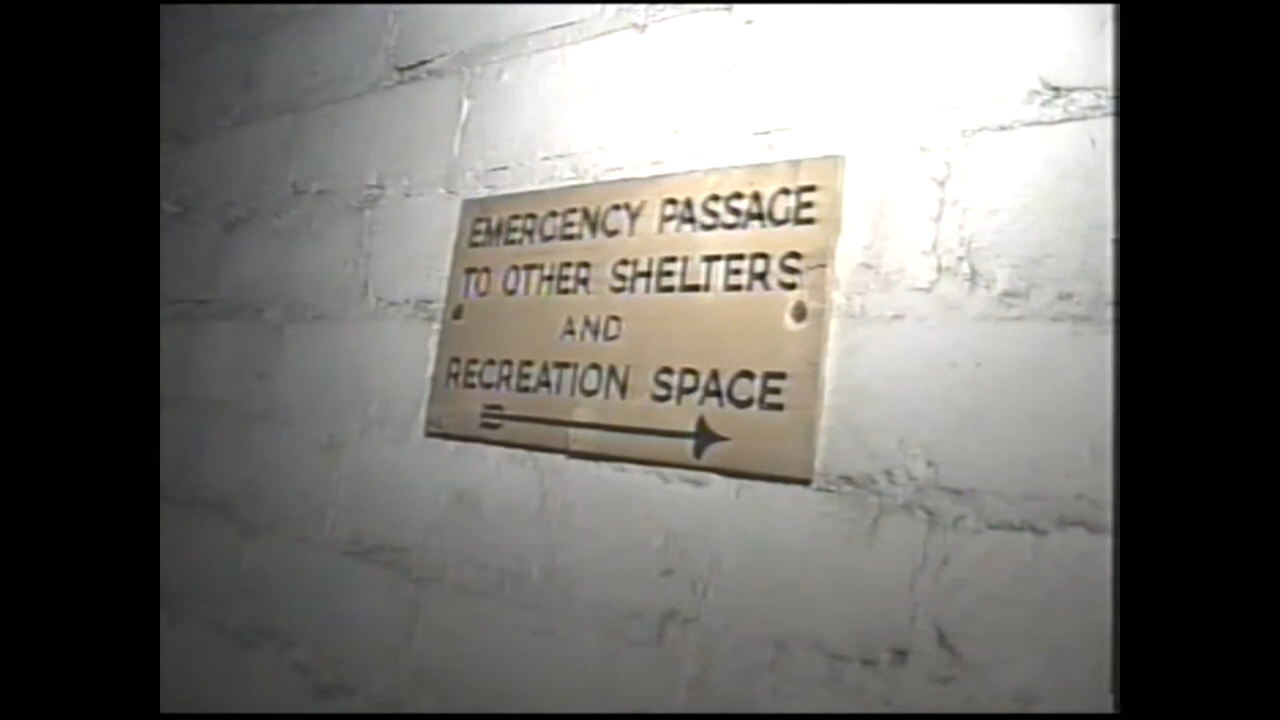 EMERGENCY PASSAGE
TO OTHER SHELTERS
AND
RECREATION SPACE